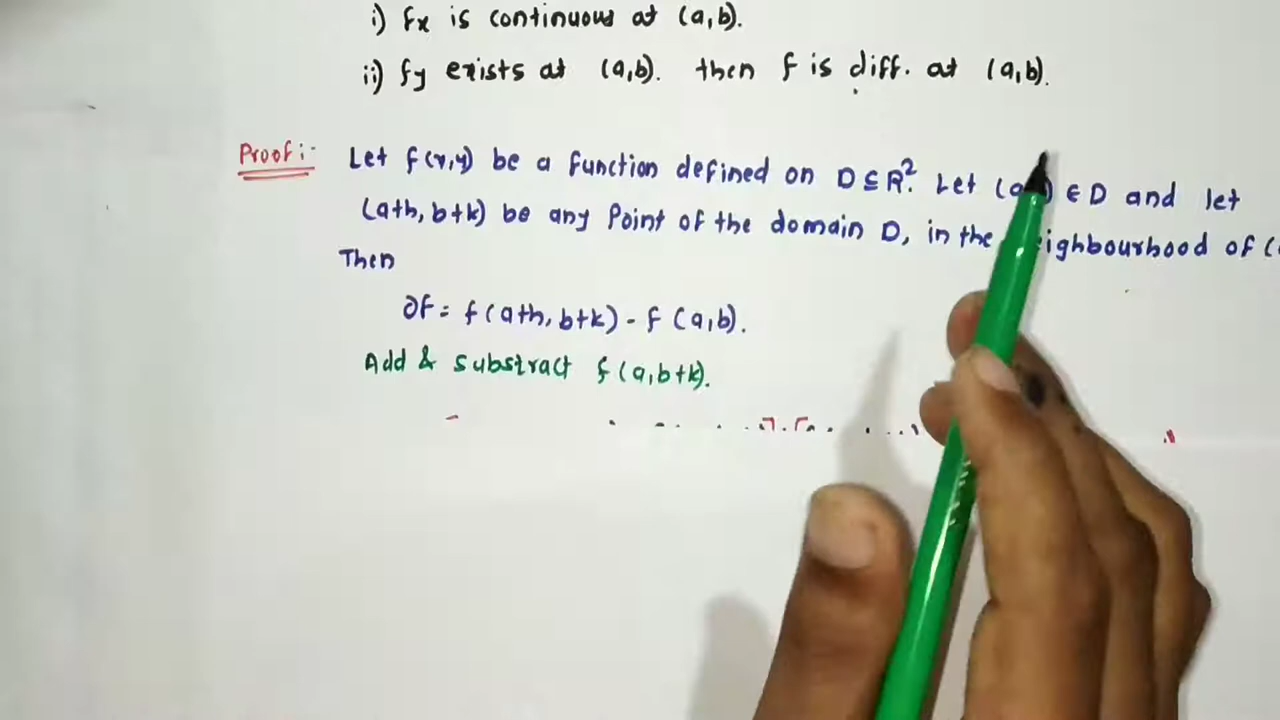 i) fx is continuous at (a,b).
ii) fy exists at (a,b). then f is diff. at (a,b).
Proof :- Let f(x,y) be a function defined on D ⊆ R². Let ∈ D and let
(a+h, b+k) be any Point of the domain D, in the of
Then
∂f = f(a+h, b+k) - f(a,b).
Add & substract f(a,b+k).